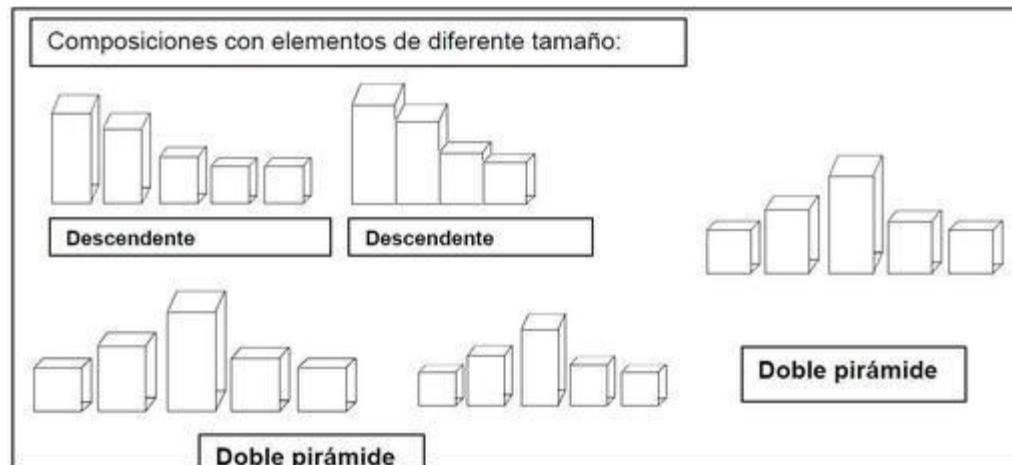 Composiciones con elementos de diferente tamaño:
Descendente
Descendente
Doble pirámide
Doble pirámide